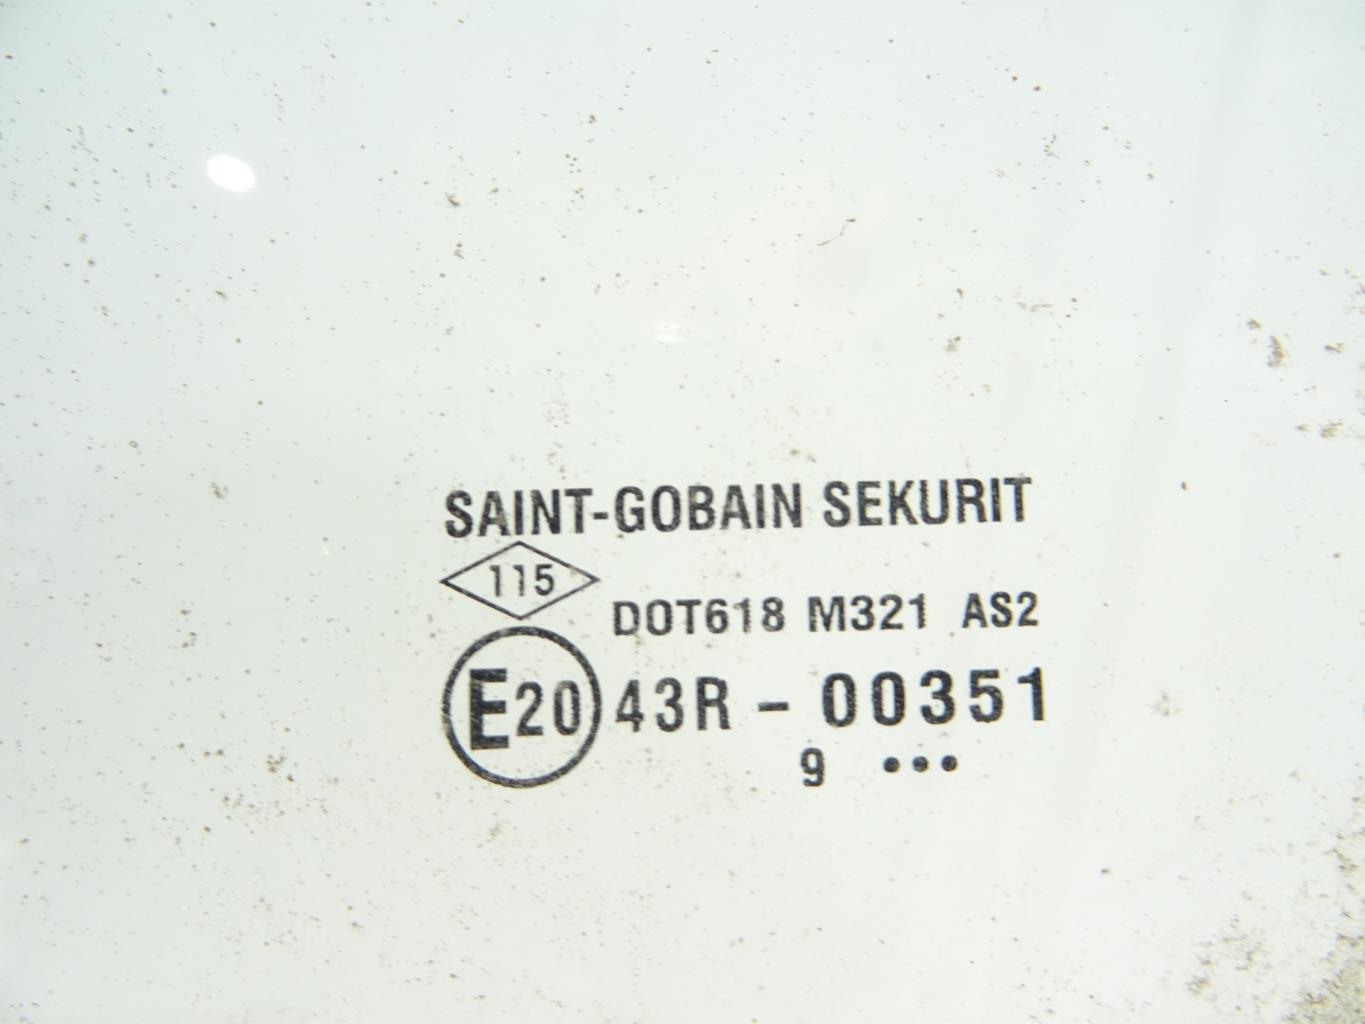 SAINT-GOBAIN SEKURIT
115
DOT618 M321 AS2
E20 43R - 00351
9 •••